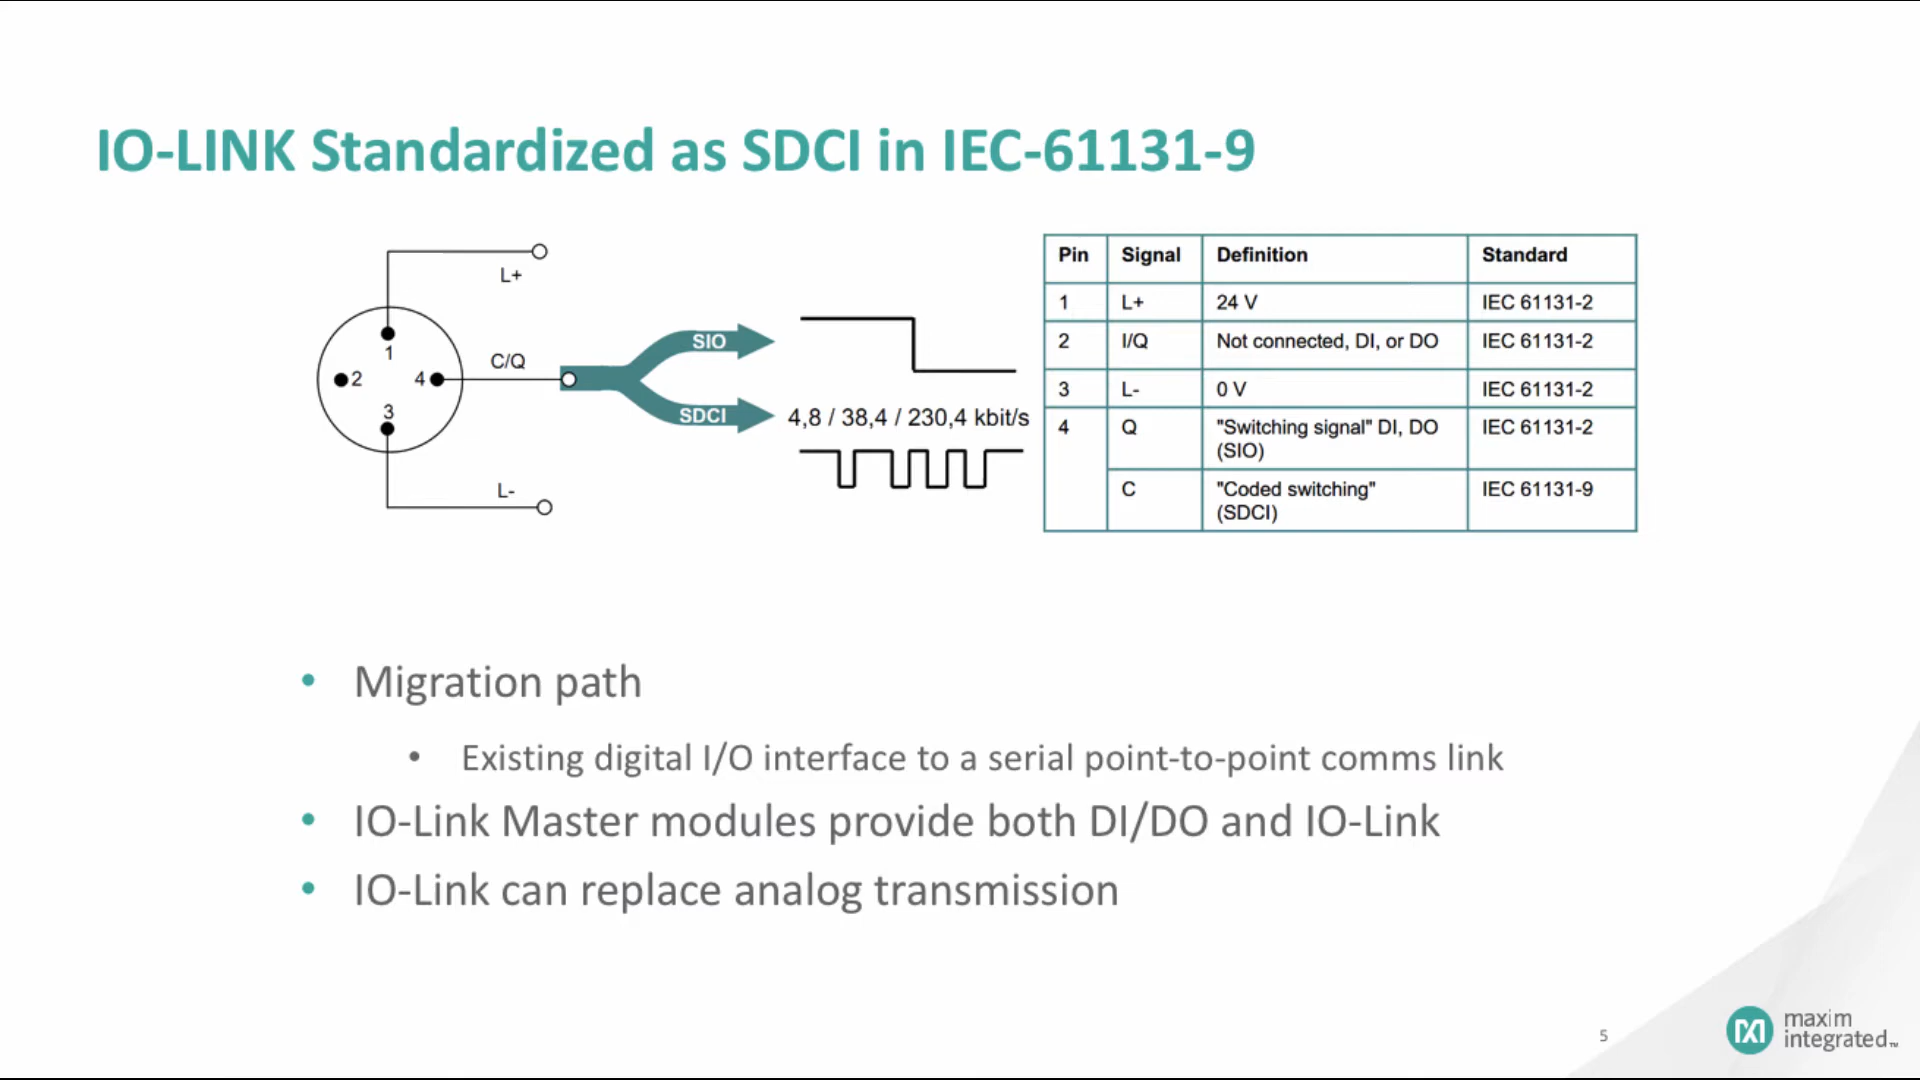 IO-LINK Standardized as SDCI in IEC-61131-9
L+
1
2
4
3
C/Q
L-
SIO
SDCI
4,8 / 38,4 / 230,4 kbit/s
Pin Signal Definition Standard
1 L+ 24 V IEC 61131-2
2 I/Q Not connected, DI, or DO IEC 61131-2
3 L- 0 V IEC 61131-2
4 Q "Switching signal" DI, DO IEC 61131-2
(SIO)
C "Coded switching" IEC 61131-9
(SDCI)
• Migration path
• Existing digital I/O interface to a serial point-to-point comms link
• IO-Link Master modules provide both DI/DO and IO-Link
• IO-Link can replace analog transmission
5
maxim
integrated™